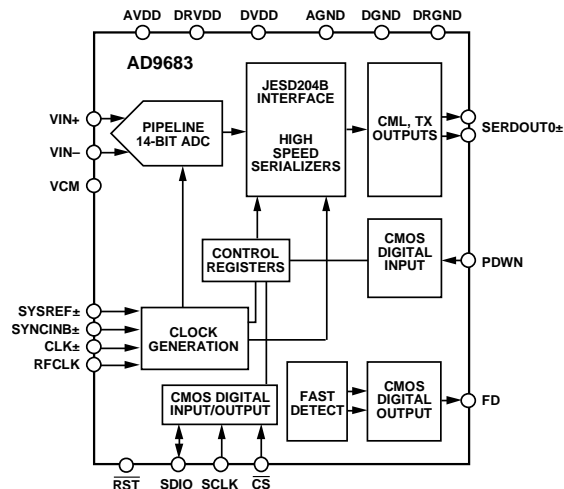 AVDD DRVDD DVDD AGND DGND DRGND
AD9683
JESD204B
INTERFACE
HIGH
SPEED
SERIALIZERS
CML, TX
OUTPUTS
SERDOUT0±
VIN+
VIN–
VCM
PIPELINE
14-BIT ADC
CONTROL
REGISTERS
CMOS
DIGITAL
INPUT
PDWN
SYSREF±
SYNCINB±
CLK±
RFCLK
CLOCK
GENERATION
CMOS DIGITAL
INPUT/OUTPUT
FAST
DETECT
CMOS
DIGITAL
OUTPUT
FD
RST SDIO SCLK CS